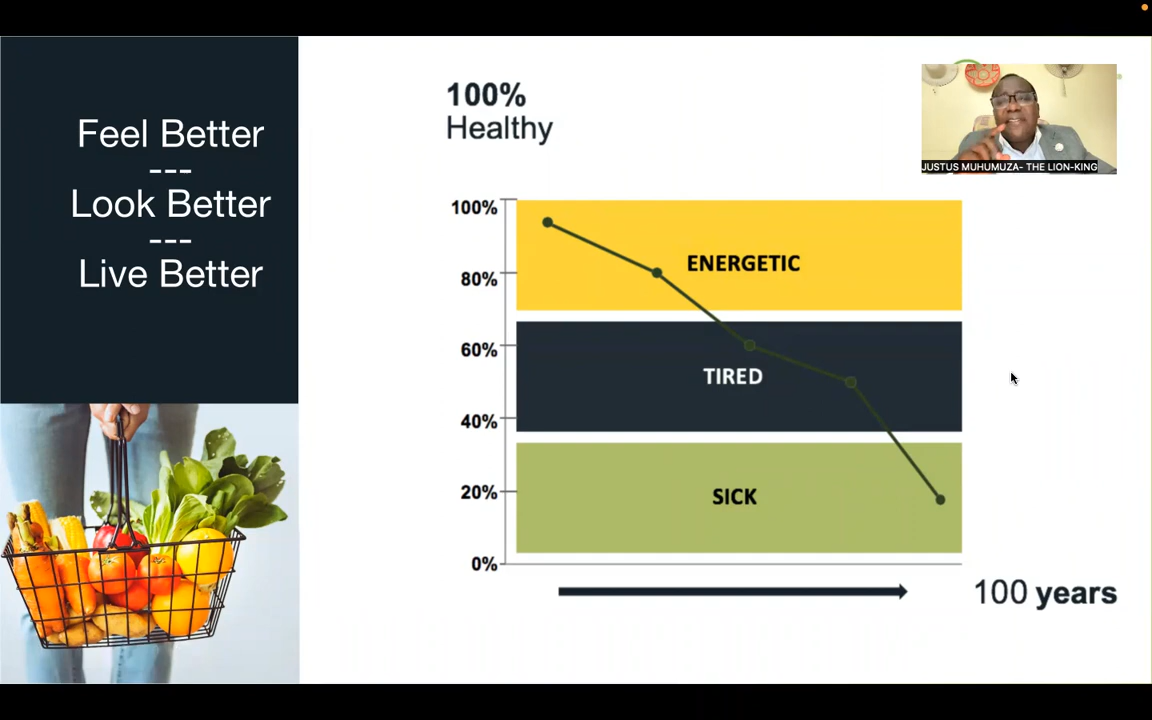 Feel Better
---
Look Better
---
Live Better
100%
Healthy
JUSTUS MUHUMUZA- THE LION-KING
100%
80%
60%
40%
20%
0%
ENERGETIC
TIRED
SICK
100 years